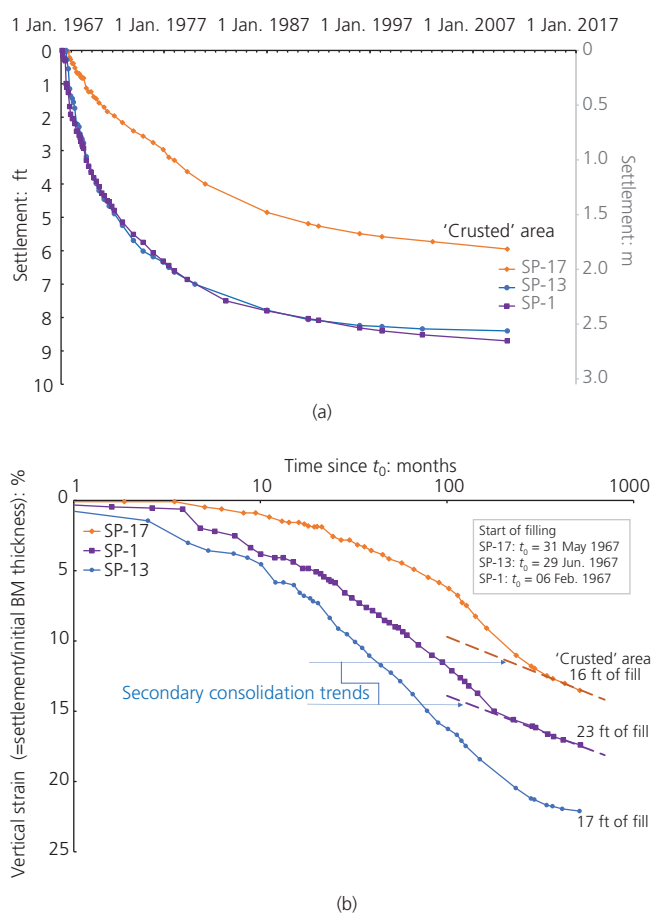 1 Jan. 1967 1 Jan. 1977 1 Jan. 1987 1 Jan. 1997 1 Jan. 2007 1 Jan. 2017
0
1
2
3
4
5
6
7
8
9
10
Settlement: ft
0
0.5
1.0
1.5
2.0
2.5
3.0
Settlement: m
'Crusted' area
SP-17
SP-13
SP-1
(a)
Time since t0: months
1 10 100 1000
0
5
10
15
20
25
Vertical strain (=settlement/initial BM thickness): %
SP-17
SP-1
SP-13
Start of filling
SP-17: t0 = 31 May 1967
SP-13: t0 = 29 Jun. 1967
SP-1: t0 = 06 Feb. 1967
'Crusted' area
16 ft of fill
Secondary consolidation trends
23 ft of fill
17 ft of fill
(b)